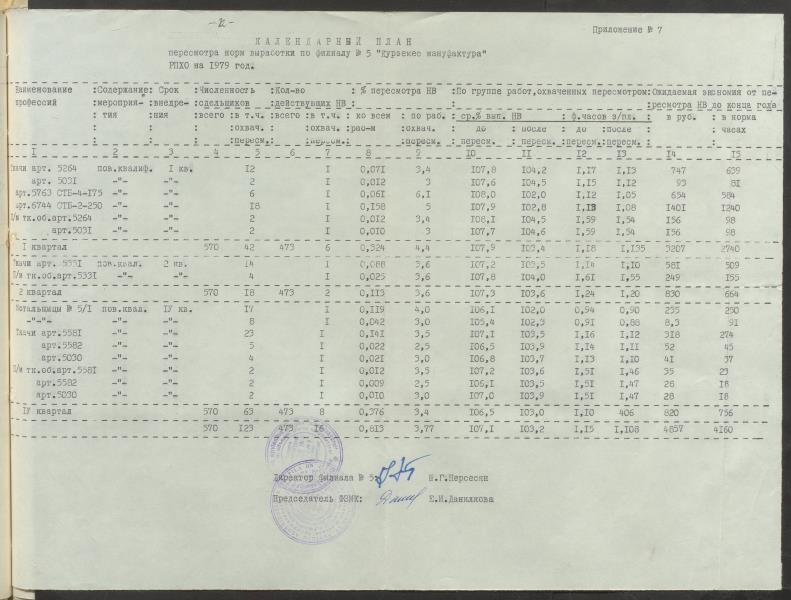 -2-
Приложение № 7
КАЛЕНДАРНЫЙ ПЛАН
пересмотра норм выработки по филиалу № 5 "Курземес мануфактура"
РПХО на 1979 год.
Наименование :Содержание: Срок :Численность :Кол-во : % пересмотра НВ :По группе работ,охваченных пересмотром:Ожидаемая экономия от пе-
профессий :мероприя- :внедре- :сдельщиков :действующих НВ : : :ресмотра НВ до конца года
: тия :ния :всего :в т.ч. :всего :в т.ч. : ко всем : по раб. : ср.% вып. НВ : ф.часов з/пл. : в руб. : в норма
охвач. охвач. раб-м охвач. до после до после часах
пересм. пересм. пересм. пересм. пересм. пересм. пересм.
I 2 3 4 5 6 7 8 9 I0 II I2 I3 I4 I5
Ткачи арт. 5264 пов.квалиф. I кв. I2 I 0,07I 3,4 I07,8 I04,2 I,I7 I,I3 747 639
арт. 503I -"- -"- 2 I 0,0I2 3 I07,6 I04,5 I,I5 I,I2 93 8I
арт.5763 СТБ-4-I75 -"- -"- 6 I 0,06I 6,I I08,0 I02,0 I,I2 I,05 654 584
арт.6744 СТБ-2-250 -"- -"- I8 I 0,I58 5 I07,9 I02,8 I,I3 I,08 I40I I240
П/м тк.об.арт.5264 -"- -"- 2 I 0,0I2 3,4 I08,I I04,5 I,59 I,54 I56 98
арт.503I -"- -"- 2 I 0,0I0 3 I07,7 I04,6 I,59 I,54 I56 98
I квартал 570 42 473 6 0,324 4,4 I07,9 I03,4 I,I8 I,I35 3207 2740
Ткачи арт. 533I пов.квал. 2 кв. I4 I 0,088 3,6 I07,2 I03,5 I,I4 I,I0 58I 509
П/м тк.об.арт.533I -"- -"- 4 I 0,025 3,6 I07,8 I04,0 I,6I I,55 249 I55
2 квартал 570 I8 473 2 0,II3 3,6 I07,3 I03,6 I,24 I,20 830 664
Мотальщицы № 5/I пов.квал. IУ кв. I7 I 0,II9 4,0 I06,I I02,0 0,94 0,90 235 250
-"-"- -"- -"- 8 I 0,042 3,0 I05,4 I02,3 0,9I 0,88 8,3 9I
Ткачи арт.558I -"- -"- 23 I 0,I4I 3,5 I07,I I03,5 I,I6 I,I2 3I8 274
арт.5582 -"- -"- 5 I 0,022 2,5 I06,5 I03,9 I,I4 I,II 52 45
арт.5030 -"- -"- 4 I 0,02I 3,0 I06,8 I03,7 I,I3 I,I0 4I 37
П/м тк.об.арт.558I -"- -"- 2 I 0,0I2 3,5 I07,2 I03,6 I,5I I,46 35 23
арт.5582 -"- -"- 2 I 0,009 2,5 I06,I I03,5 I,5I I,47 26 I8
арт.5030 -"- -"- 2 I 0,0I0 3,0 I07,0 I03,9 I,5I I,47 28 I8
IУ квартал 570 63 473 8 0,376 3,4 I06,5 I03,0 I,I0 406 820 756
570 I23 473 I6 0,8I3 3,77 I07,I I03,2 I,I5 I,I08 4857 4I60
Директор филиала № 5: Н.Г.Нерсесян
Председатель ФЗМК: Е.И.Данилкова